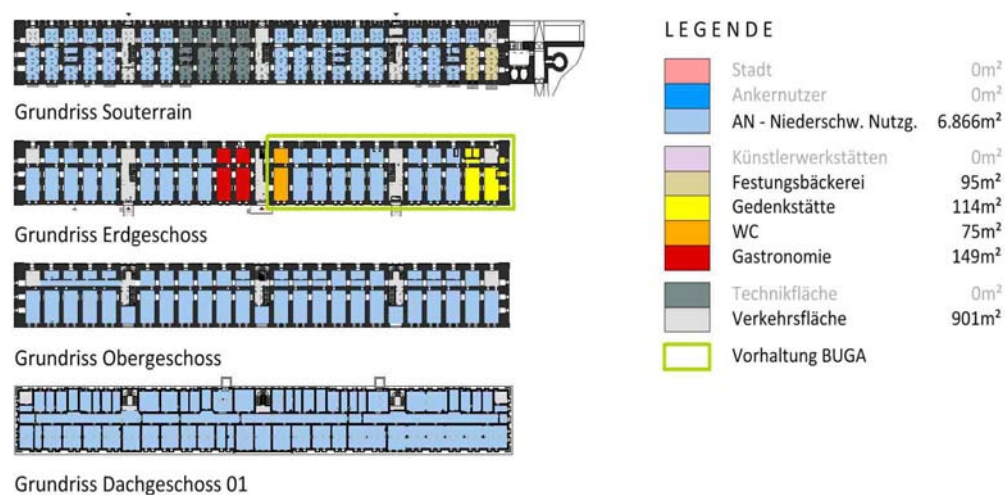 Grundriss Souterrain
Grundriss Erdgeschoss
Grundriss Obergeschoss
Grundriss Dachgeschoss 01
LEGENDE
Stadt 0m²
Ankernutzer 0m²
AN - Niederschw. Nutzg. 6.866m²
Künstlerwerkstätten 0m²
Festungsbäckerei 95m²
Gedenkstätte 114m²
WC 75m²
Gastronomie 149m²
Technikfläche 0m²
Verkehrsfläche 901m²
Vorhaltung BUGA